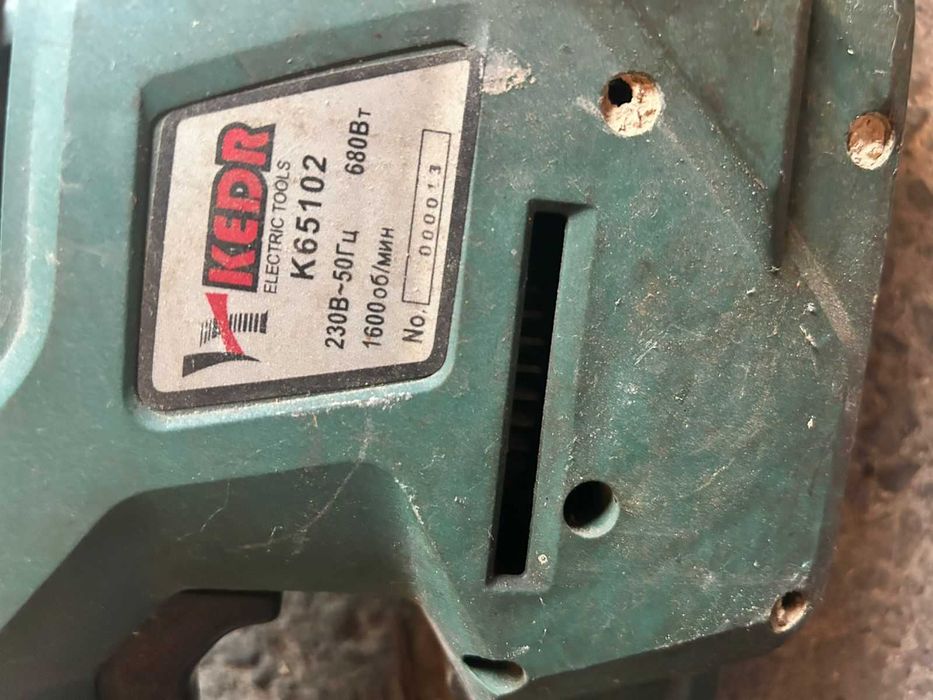 KEDR
ELECTRIC TOOLS
K65102
230В~50Гц 680Вт
1600об/мин
No. 000013